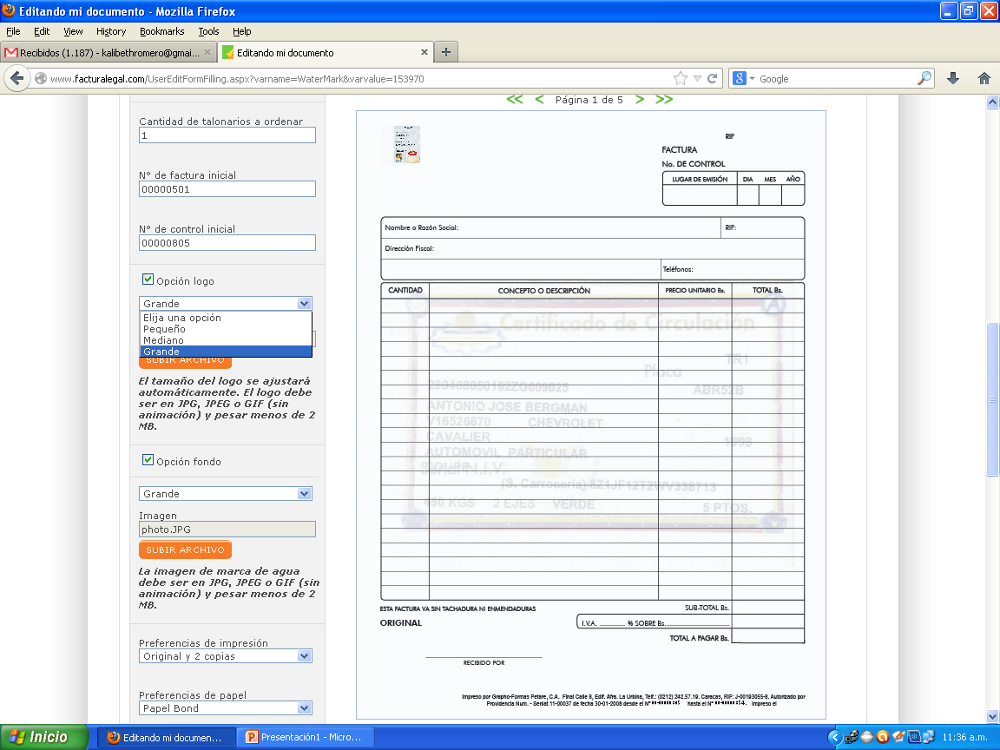 Editando mi documento - Mozilla Firefox
File Edit View History Bookmarks Tools Help
Recibidos (1.187) - kalibethromero@gmai...
Editando mi documento
www.facturalegal.com/UserEditFormFilling.aspx?varname=WaterMark&varvalue=153970
Google
Página 1 de 5
Cantidad de talonarios a ordenar
1
N° de factura inicial
00000501
N° de control inicial
00000805
Opción logo
Grande
Elija una opción
Pequeño
Mediano
Grande
SUBIR ARCHIVO
El tamaño del logo se ajustará
automáticamente. El logo debe
ser en JPG, JPEG o GIF (sin
animación) y pesar menos de 2
MB.
Opción fondo
Grande
Imagen
photo.JPG
SUBIR ARCHIVO
La imagen de marca de agua
debe ser en JPG, JPEG o GIF (sin
animación) y pesar menos de 2
MB.
Preferencias de impresión
Original y 2 copias
Preferencias de papel
Papel Bond
RIF
FACTURA
No. DE CONTROL
LUGAR DE EMISIÓN DIA MES AÑO
Nombre o Razón Social: RIF:
Dirección Fiscal:
Teléfonos:
CANTIDAD CONCEPTO O DESCRIPCIÓN PRECIO UNITARIO Bs. TOTAL Bs.
Certificado de Circulación
TR1
Placa
ABR52B
ANTONIO JOSE BERGMAN
V16526670 CHEVROLET
CAVALIER
1998
AUTOMOVIL PARTICULAR
N.I.V.
(S. Carroceria) 8Z1JF12T2WV338713
450 KGS 2 EJES VERDE 5 PTOS.
ESTA FACTURA VA SIN TACHADURA NI ENMENDADURAS
SUB-TOTAL Bs.
ORIGINAL
I.V.A. % SOBRE Bs.
TOTAL A PAGAR Bs.
RECIBIDO POR
Impreso por Grapho-Formas Petare, C.A. Final Calle 8, Edif. Afre. La Urbina, Telf.: (0212) 242.57.19. Caracas, RIF: J-00193055-8. Autorizado por
Providencia Num. - Seniat 11-00037 de fecha 30-01-2008 desde el N° hasta el N° Impreso el
Inicio
Editando mi documen...
Presentación1 - Micro...
11:36 a.m.